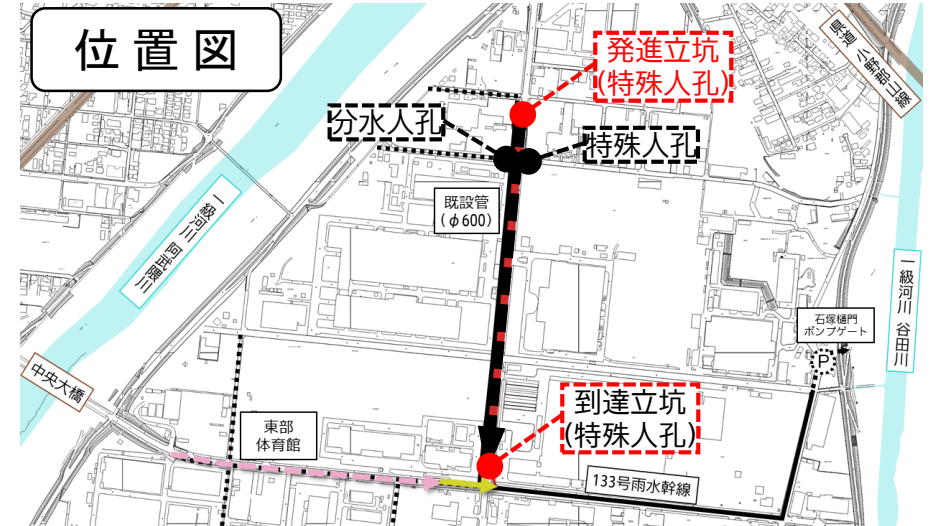 位置図
発進立坑
(特殊人孔)
県道 小野郡山線
分水人孔
特殊人孔
既設管
(φ600)
一級河川 阿武隈川
一級河川 谷田川
石塚樋門
ポンプゲート
P
中央大橋
東部
体育館
到達立坑
(特殊人孔)
133号雨水幹線